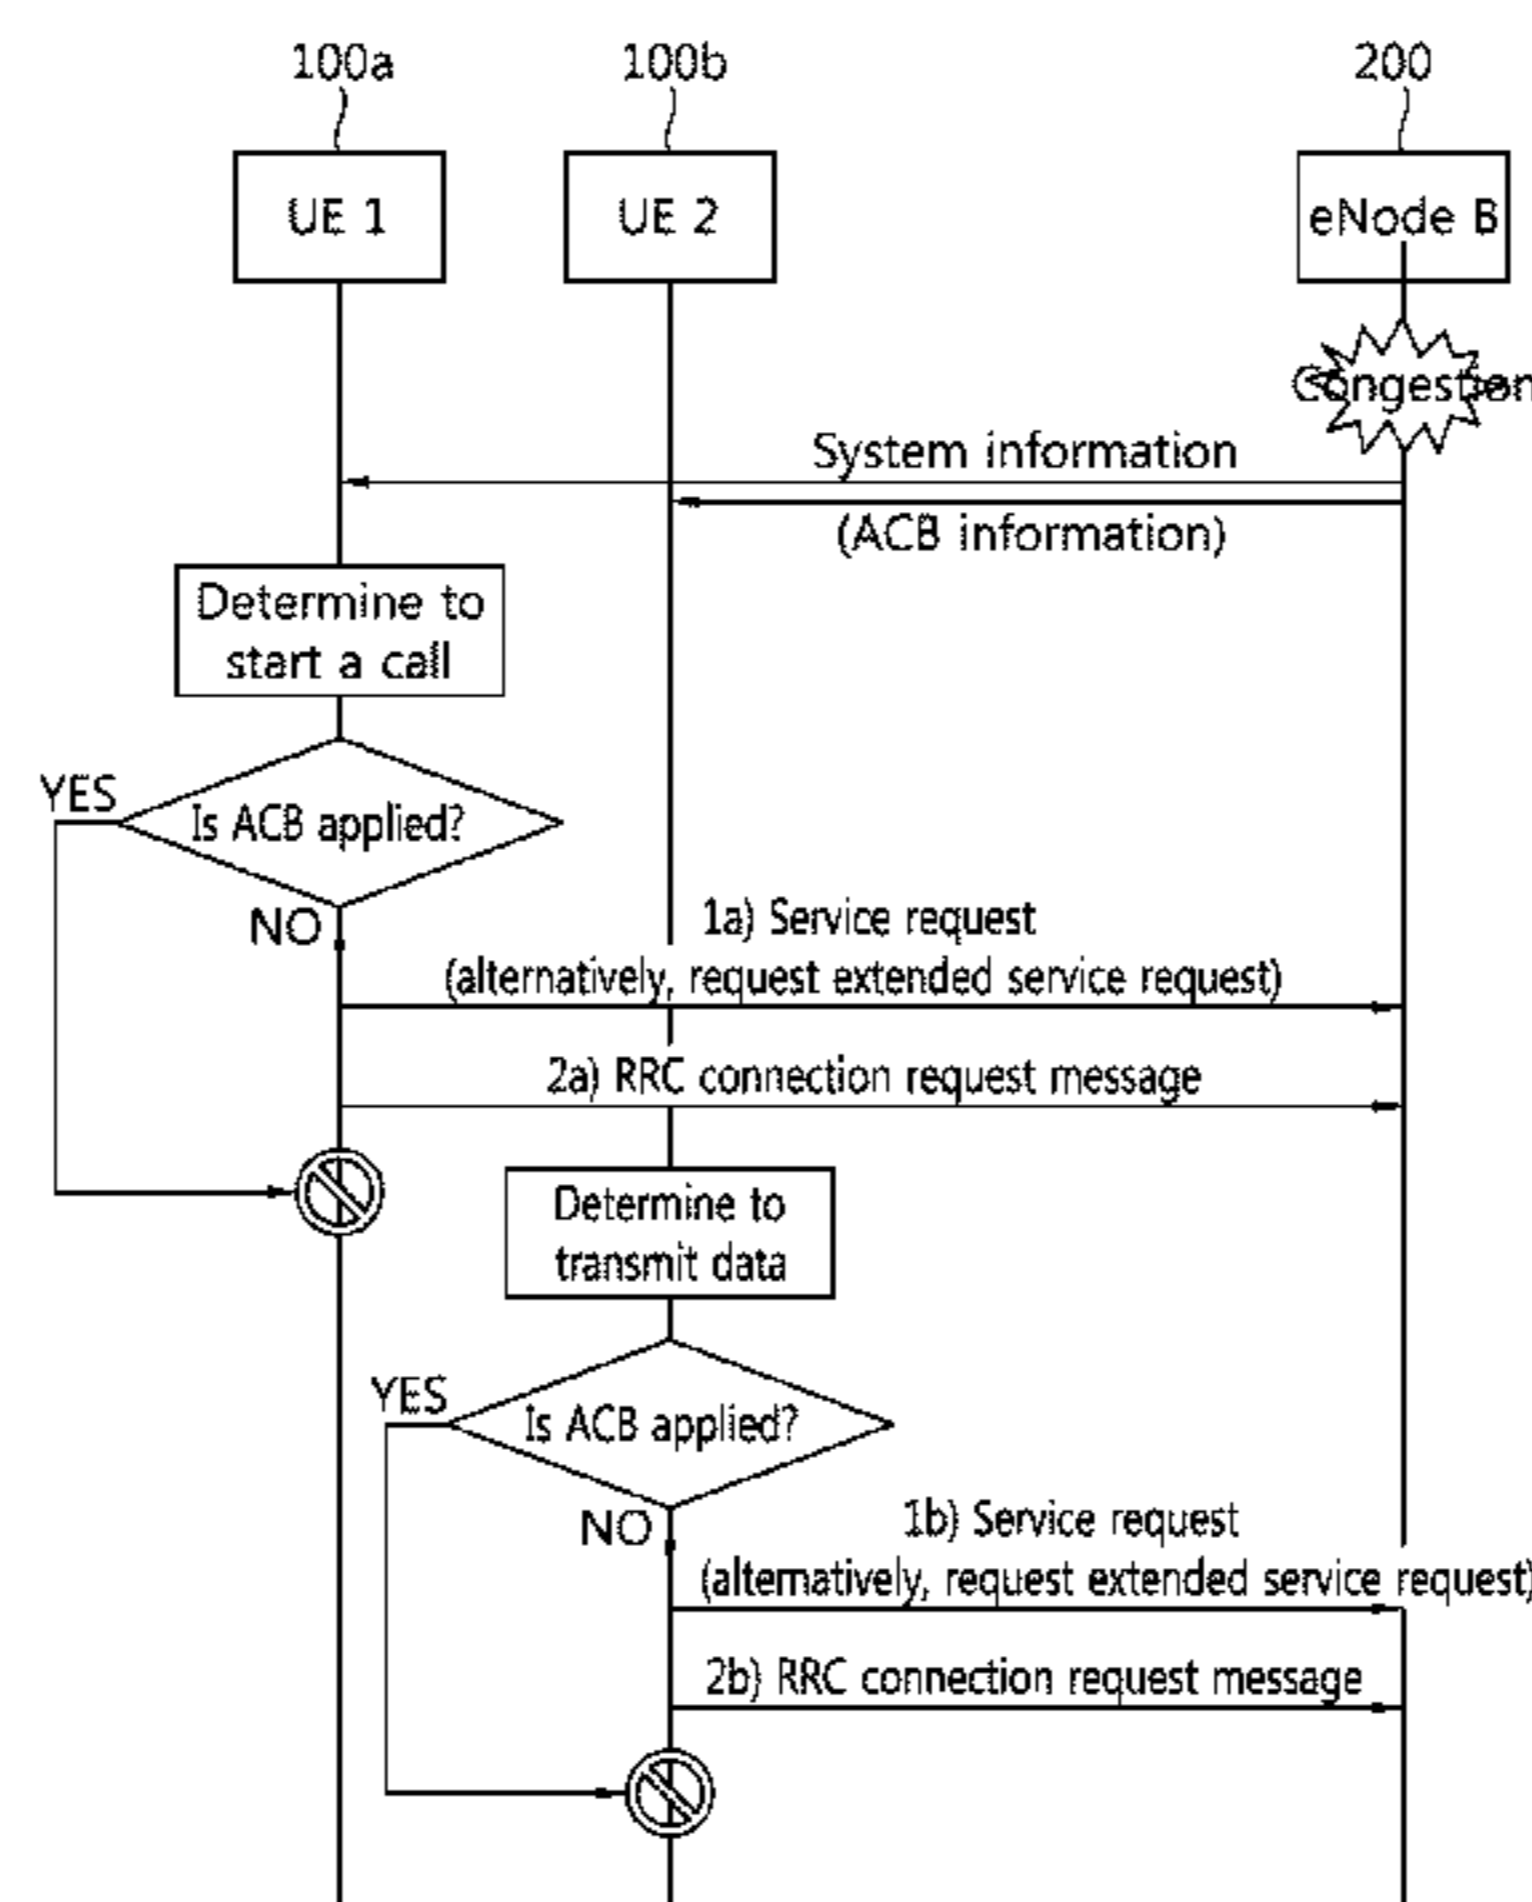 100a
100b
200
UE 1
UE 2
eNode B
Congestion
System information
(ACB information)
Determine to
start a call
YES
Is ACB applied?
NO
1a) Service request
(alternatively, request extended service request)
2a) RRC connection request message
Determine to
transmit data
YES
Is ACB applied?
NO
1b) Service request
(alternatively, request extended service request)
2b) RRC connection request message